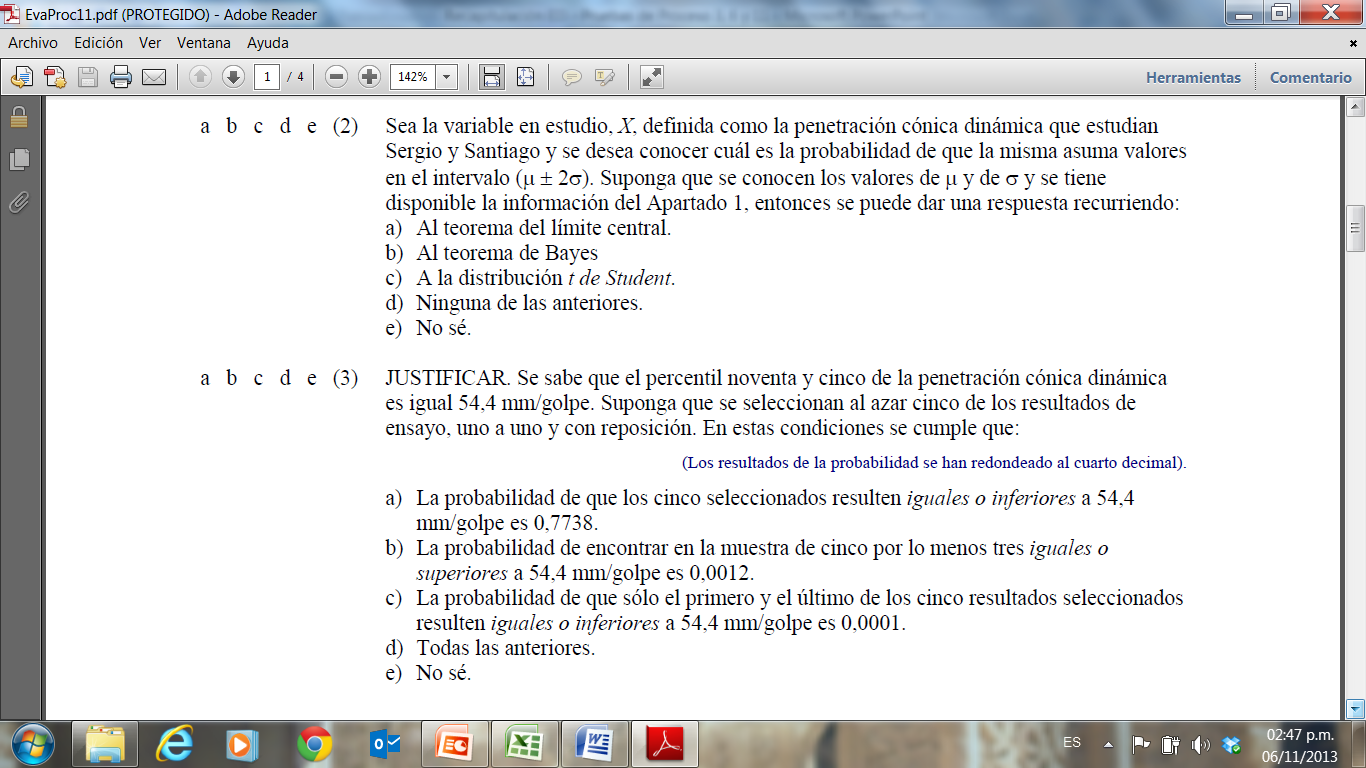 EvaProc11.pdf (PROTEGIDO) - Adobe Reader
Archivo Edición Ver Ventana Ayuda
1 / 4 142% Herramientas Comentario
a b c d e (2) Sea la variable en estudio, X, definida como la penetración cónica dinámica que estudian
Sergio y Santiago y se desea conocer cuál es la probabilidad de que la misma asuma valores
en el intervalo (μ ± 2σ). Suponga que se conocen los valores de μ y de σ y se tiene
disponible la información del Apartado 1, entonces se puede dar una respuesta recurriendo:
a) Al teorema del límite central.
b) Al teorema de Bayes
c) A la distribución t de Student.
d) Ninguna de las anteriores.
e) No sé.
a b c d e (3) JUSTIFICAR. Se sabe que el percentil noventa y cinco de la penetración cónica dinámica
es igual 54,4 mm/golpe. Suponga que se seleccionan al azar cinco de los resultados de
ensayo, uno a uno y con reposición. En estas condiciones se cumple que:
(Los resultados de la probabilidad se han redondeado al cuarto decimal).
a) La probabilidad de que los cinco seleccionados resulten iguales o inferiores a 54,4
mm/golpe es 0,7738.
b) La probabilidad de encontrar en la muestra de cinco por lo menos tres iguales o
superiores a 54,4 mm/golpe es 0,0012.
c) La probabilidad de que sólo el primero y el último de los cinco resultados seleccionados
resulten iguales o inferiores a 54,4 mm/golpe es 0,0001.
d) Todas las anteriores.
e) No sé.
ES 02:47 p.m.
06/11/2013